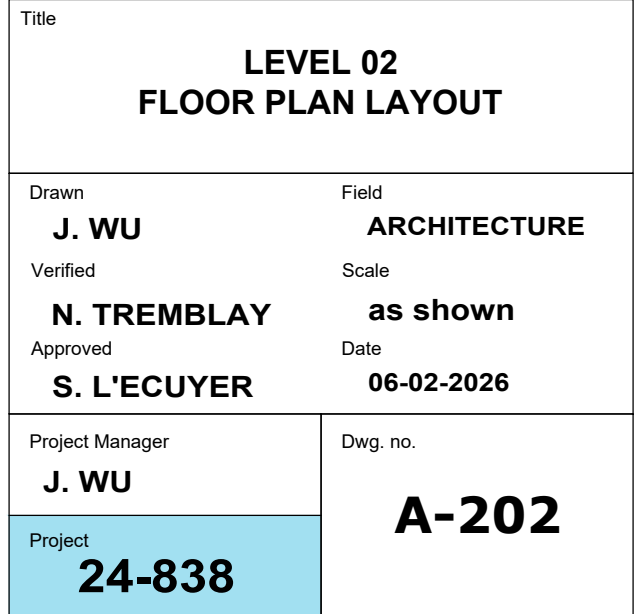 Title
LEVEL 02
FLOOR PLAN LAYOUT
Drawn
J. WU
Field
ARCHITECTURE
Verified
N. TREMBLAY
Scale
as shown
Approved
S. L'ECUYER
Date
06-02-2026
Project Manager
J. WU
Dwg. no.
A-202
Project
24-838